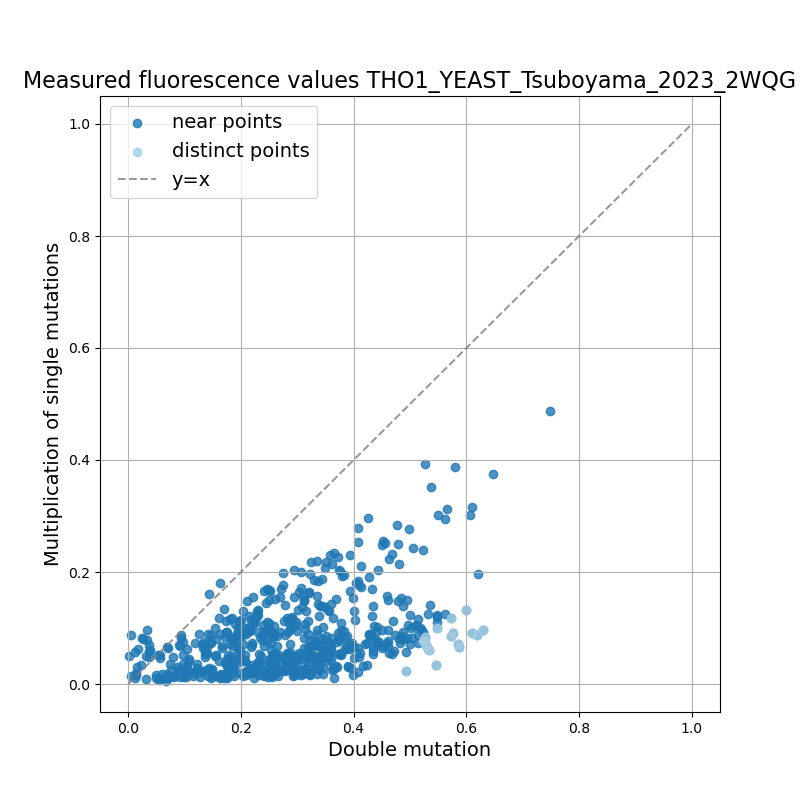 Measured fluorescence values THO1_YEAST_Tsuboyama_2023_2WQG
near points
distinct points
y=x
1.0
0.8
0.6
0.4
0.2
0.0
Multiplication of single mutations
0.0 0.2 0.4 0.6 0.8 1.0
Double mutation